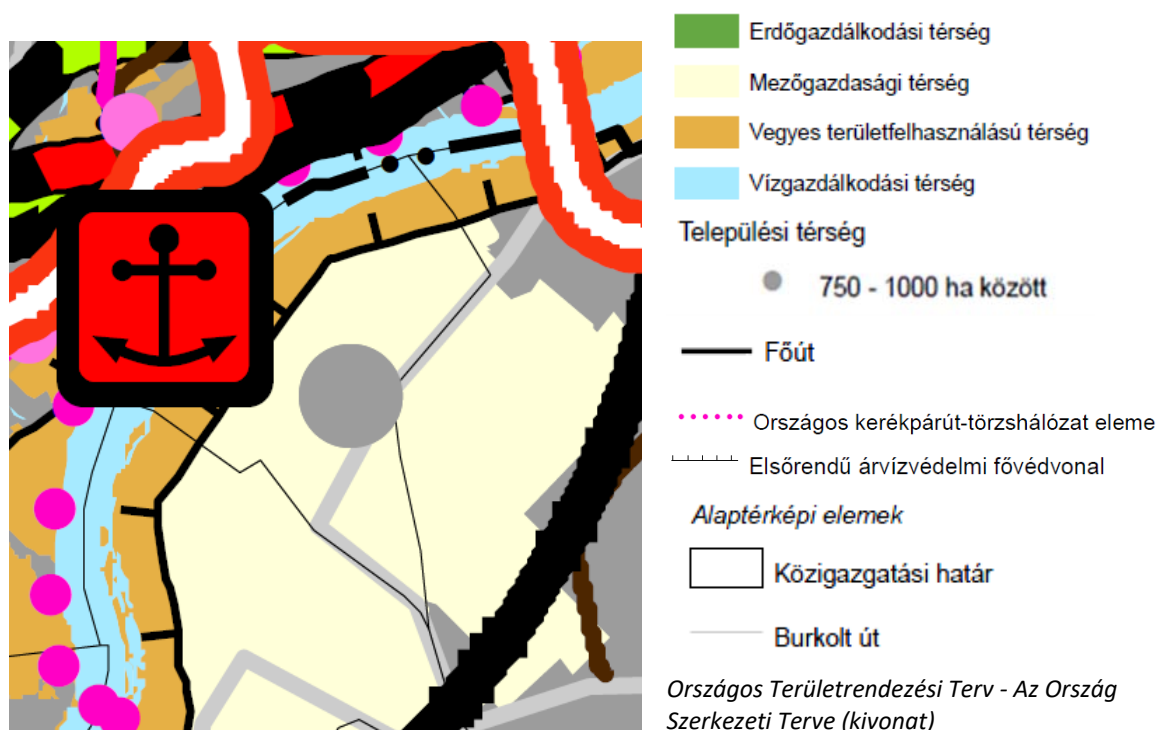 Erdőgazdálkodási térség
Mezőgazdasági térség
Vegyes területfelhasználású térség
Vízgazdálkodási térség
Települési térség
750 - 1000 ha között
Főút
Országos kerékpárút-törzshálózat eleme
Elsőrendű árvízvédelmi fővédvonal
Alaptérképi elemek
Közigazgatási határ
Burkolt út
Országos Területrendezési Terv - Az Ország
Szerkezeti Terve (kivonat)